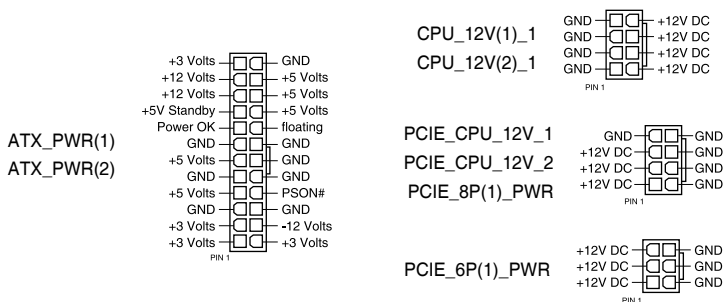 ATX_PWR(1)
ATX_PWR(2)
+3 Volts GND
+12 Volts +5 Volts
+12 Volts +5 Volts
+5V Standby +5 Volts
Power OK floating
GND GND
+5 Volts GND
GND GND
+5 Volts PSON#
GND GND
+3 Volts -12 Volts
+3 Volts +3 Volts
PIN 1
CPU_12V(1)_1
CPU_12V(2)_1
GND +12V DC
GND +12V DC
GND +12V DC
GND +12V DC
PIN 1
PCIE_CPU_12V_1
PCIE_CPU_12V_2
PCIE_8P(1)_PWR
GND GND
+12V DC GND
+12V DC GND
+12V DC GND
PIN 1
PCIE_6P(1)_PWR
+12V DC GND
+12V DC GND
+12V DC GND
PIN 1